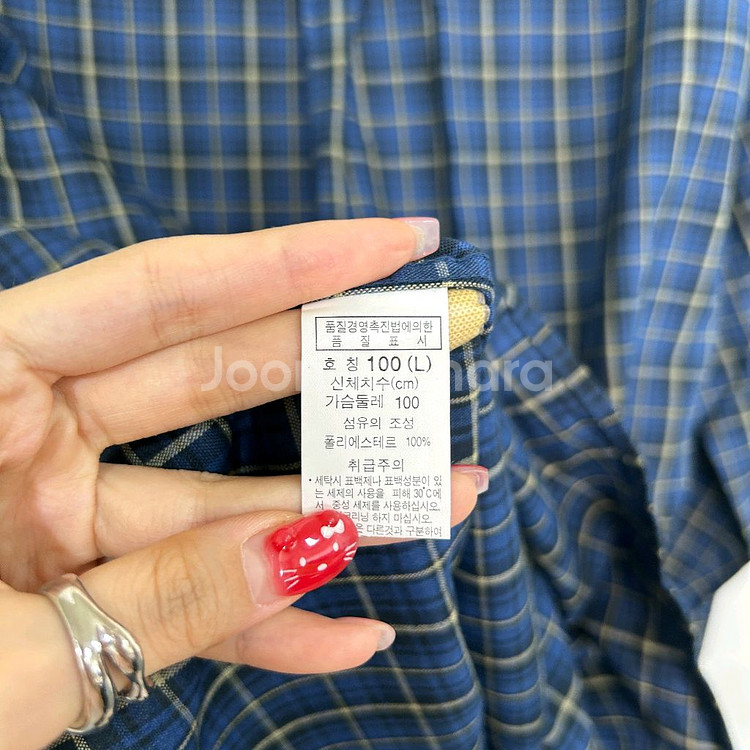 품질경영촉진법에의한
품 질 표 시
호 칭 100 (L)
신체치수(cm)
가슴둘레 100
섬유의 조성
폴리에스테르 100%
취급주의
• 세탁시 표백제나 표백성분이 있
는 세제의 사용을 피해 30˚C에
서 중성 세제를 사용하십시오.
하지 마십시오.
다른것과 구분하여